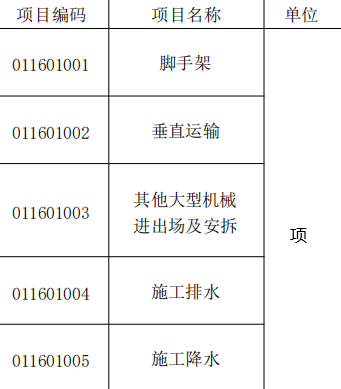 项目编码 项目名称 单位
011601001 脚手架
011601002 垂直运输
011601003 其他大型机械
进出场及安拆
项
011601004 施工排水
011601005 施工降水